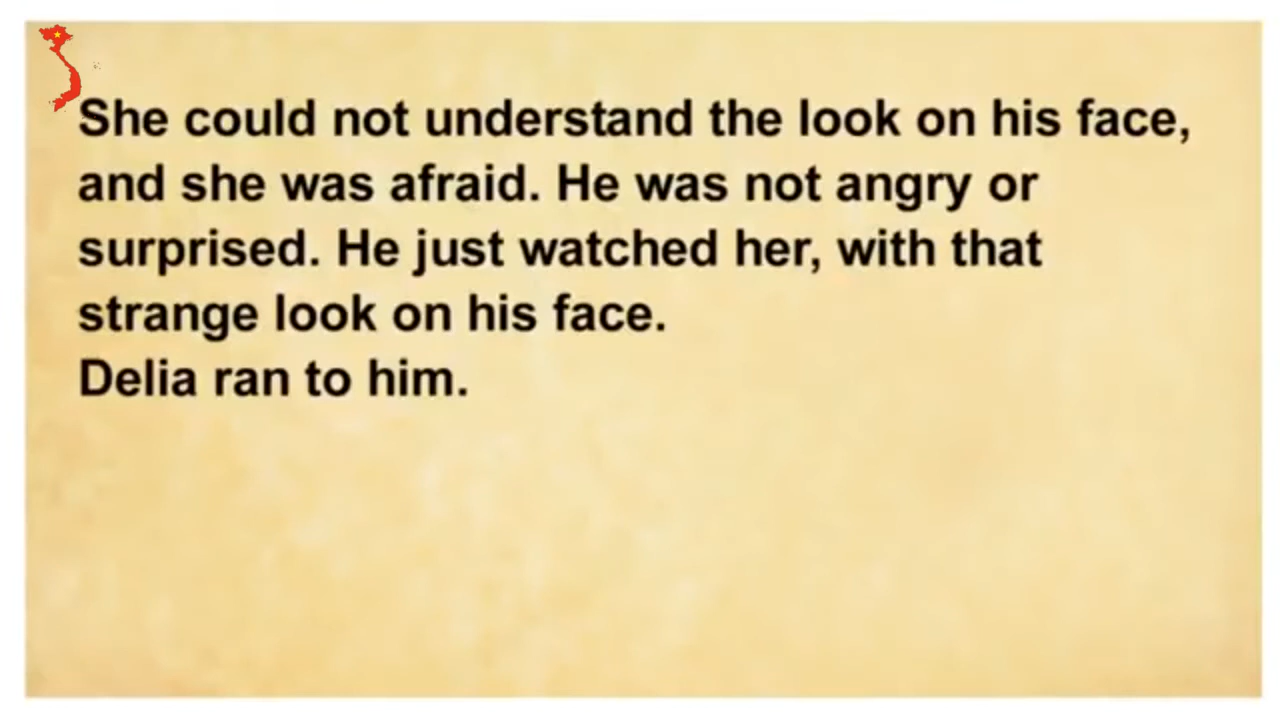 She could not understand the look on his face,
and she was afraid. He was not angry or
surprised. He just watched her, with that
strange look on his face.
Delia ran to him.